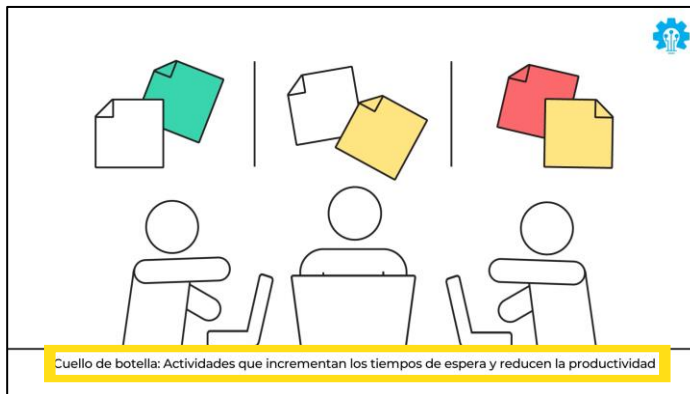 Cuello de botella: Actividades que incrementan los tiempos de espera y reducen la productividad